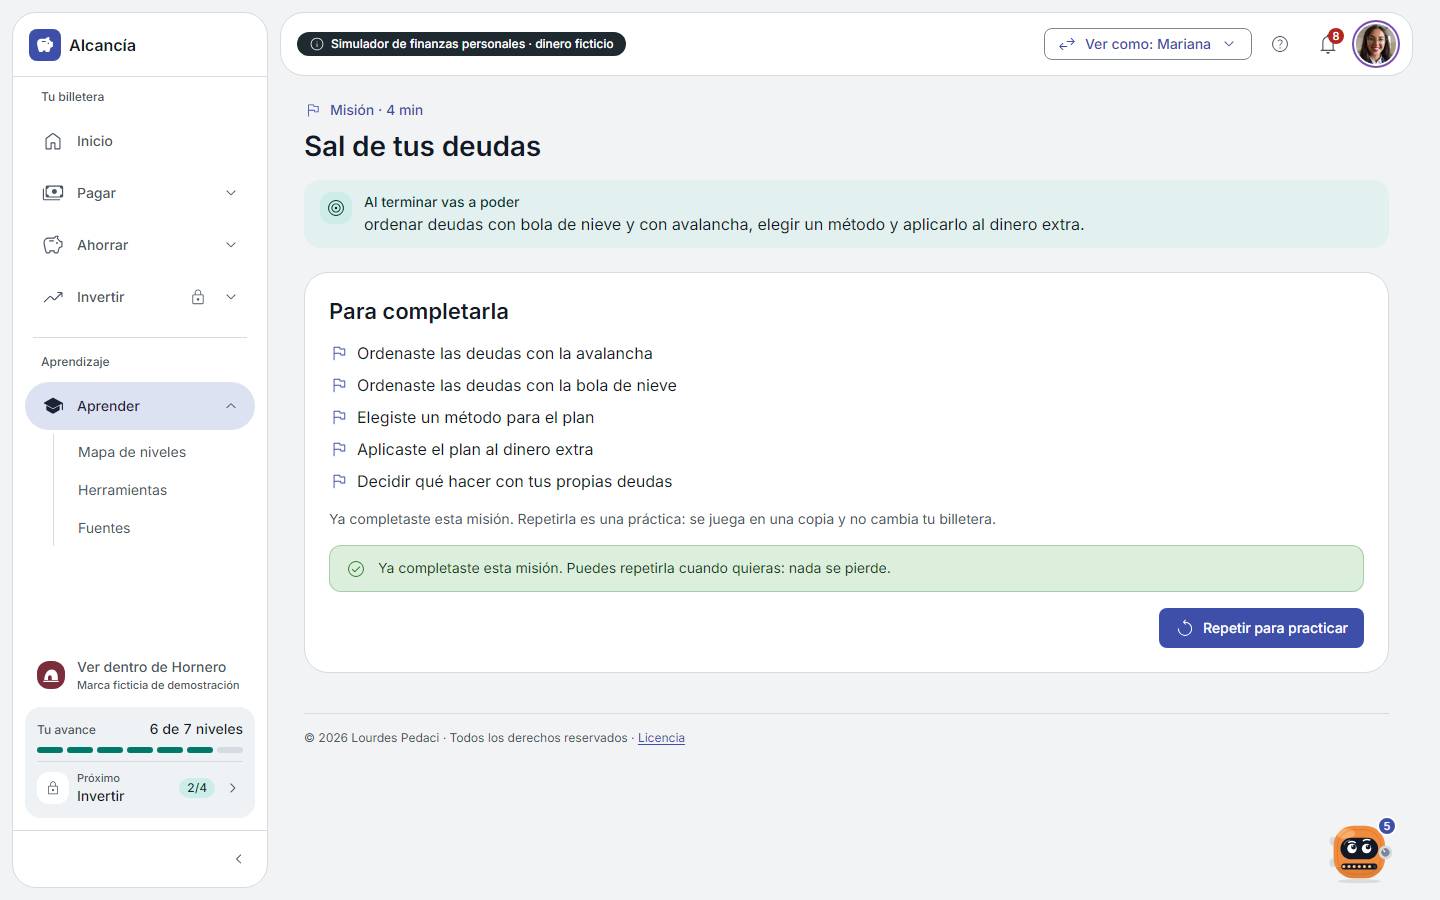 Alcancía
Tu billetera
Inicio
Pagar
Ahorrar
Invertir
Aprendizaje
Aprender
Mapa de niveles
Herramientas
Fuentes
Ver dentro de Hornero
Marca ficticia de demostración
Tu avance 6 de 7 niveles
Próximo
Invertir 2/4
Simulador de finanzas personales · dinero ficticio
Ver como: Mariana
8
Misión · 4 min
Sal de tus deudas
Al terminar vas a poder
ordenar deudas con bola de nieve y con avalancha, elegir un método y aplicarlo al dinero extra.
Para completarla
Ordenaste las deudas con la avalancha
Ordenaste las deudas con la bola de nieve
Elegiste un método para el plan
Aplicaste el plan al dinero extra
Decidir qué hacer con tus propias deudas
Ya completaste esta misión. Repetirla es una práctica: se juega en una copia y no cambia tu billetera.
Ya completaste esta misión. Puedes repetirla cuando quieras: nada se pierde.
Repetir para practicar
© 2026 Lourdes Pedaci · Todos los derechos reservados · Licencia
5